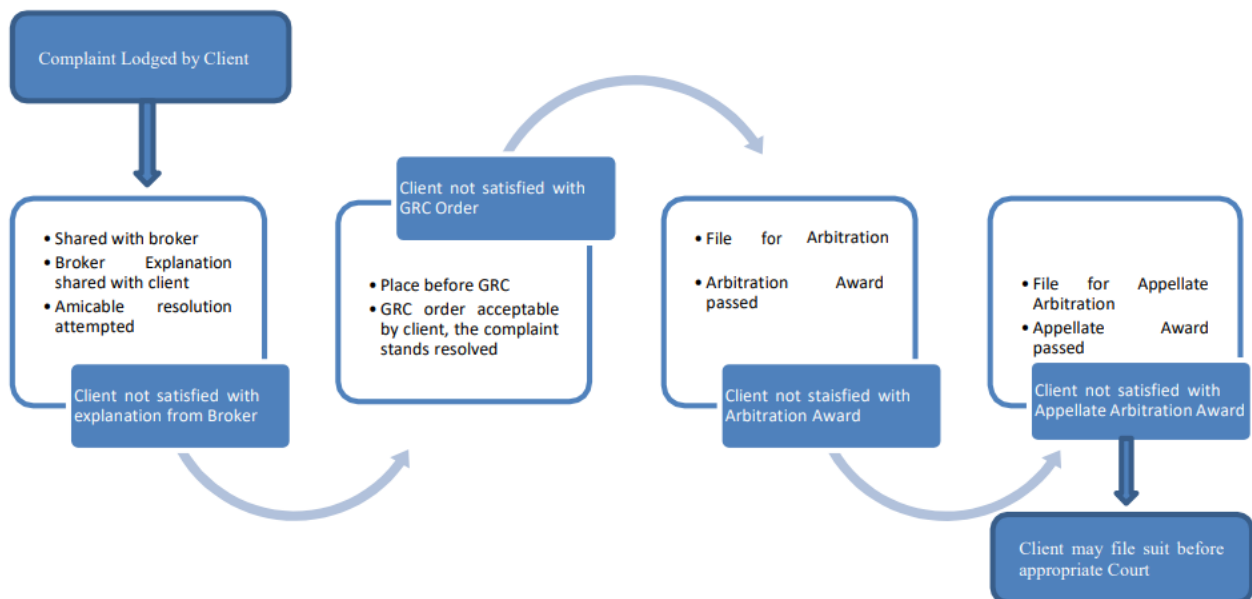 Complaint Lodged by Client
• Shared with broker
• Broker Explanation
shared with client
• Amicable resolution
attempted
Client not satisfied with
explanation from Broker
Client not satisfied with
GRC Order
• Place before GRC
• GRC order acceptable
by client, the complaint
stands resolved
• File for Arbitration
• Arbitration Award
passed
Client not staisfied with
Arbitration Award
• File for Appellate
Arbitration
• Appellate Award
passed
Client not satisfied with
Appellate Arbitration Award
Client may file suit before
appropriate Court